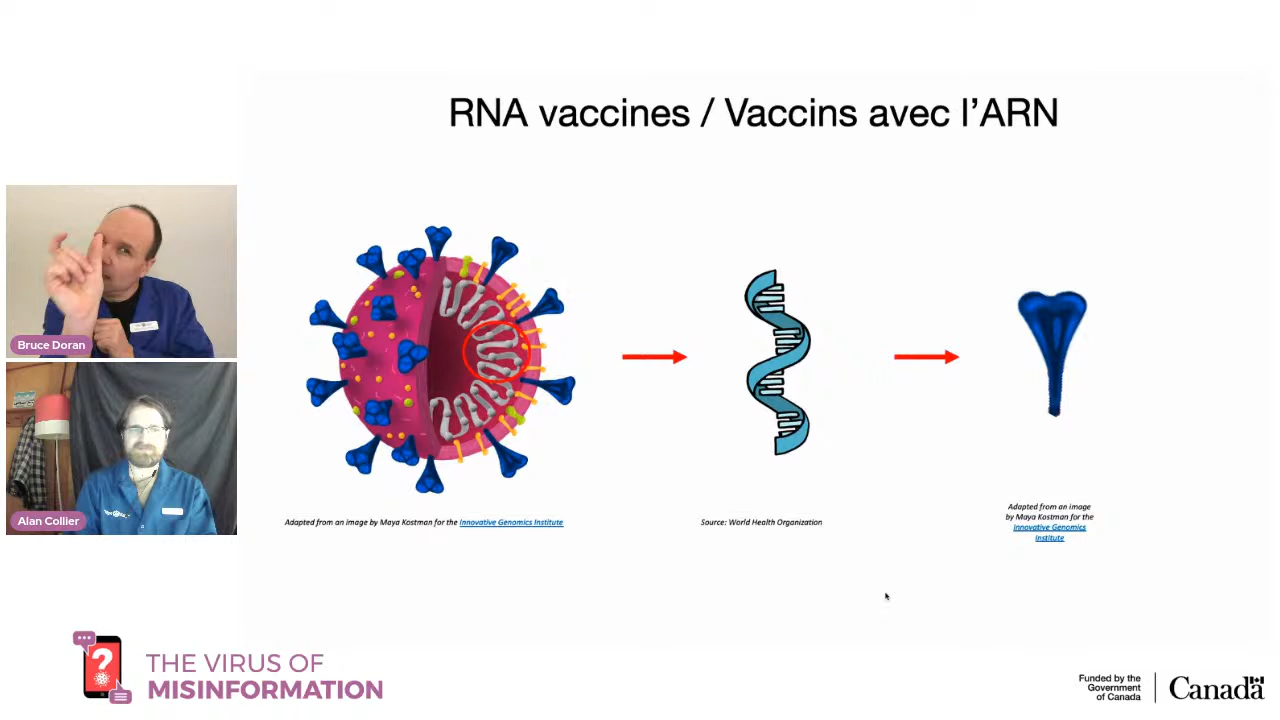 RNA vaccines / Vaccins avec l’ARN
Bruce Doran
Alan Collier
Adapted from an image by Maya Kostman for the Innovative Genomics Institute
Source: World Health Organization
Adapted from an image
by Maya Kostman for the
Innovative Genomics
Institute
THE VIRUS OF
MISINFORMATION
Funded by the
Government
of Canada
Canada